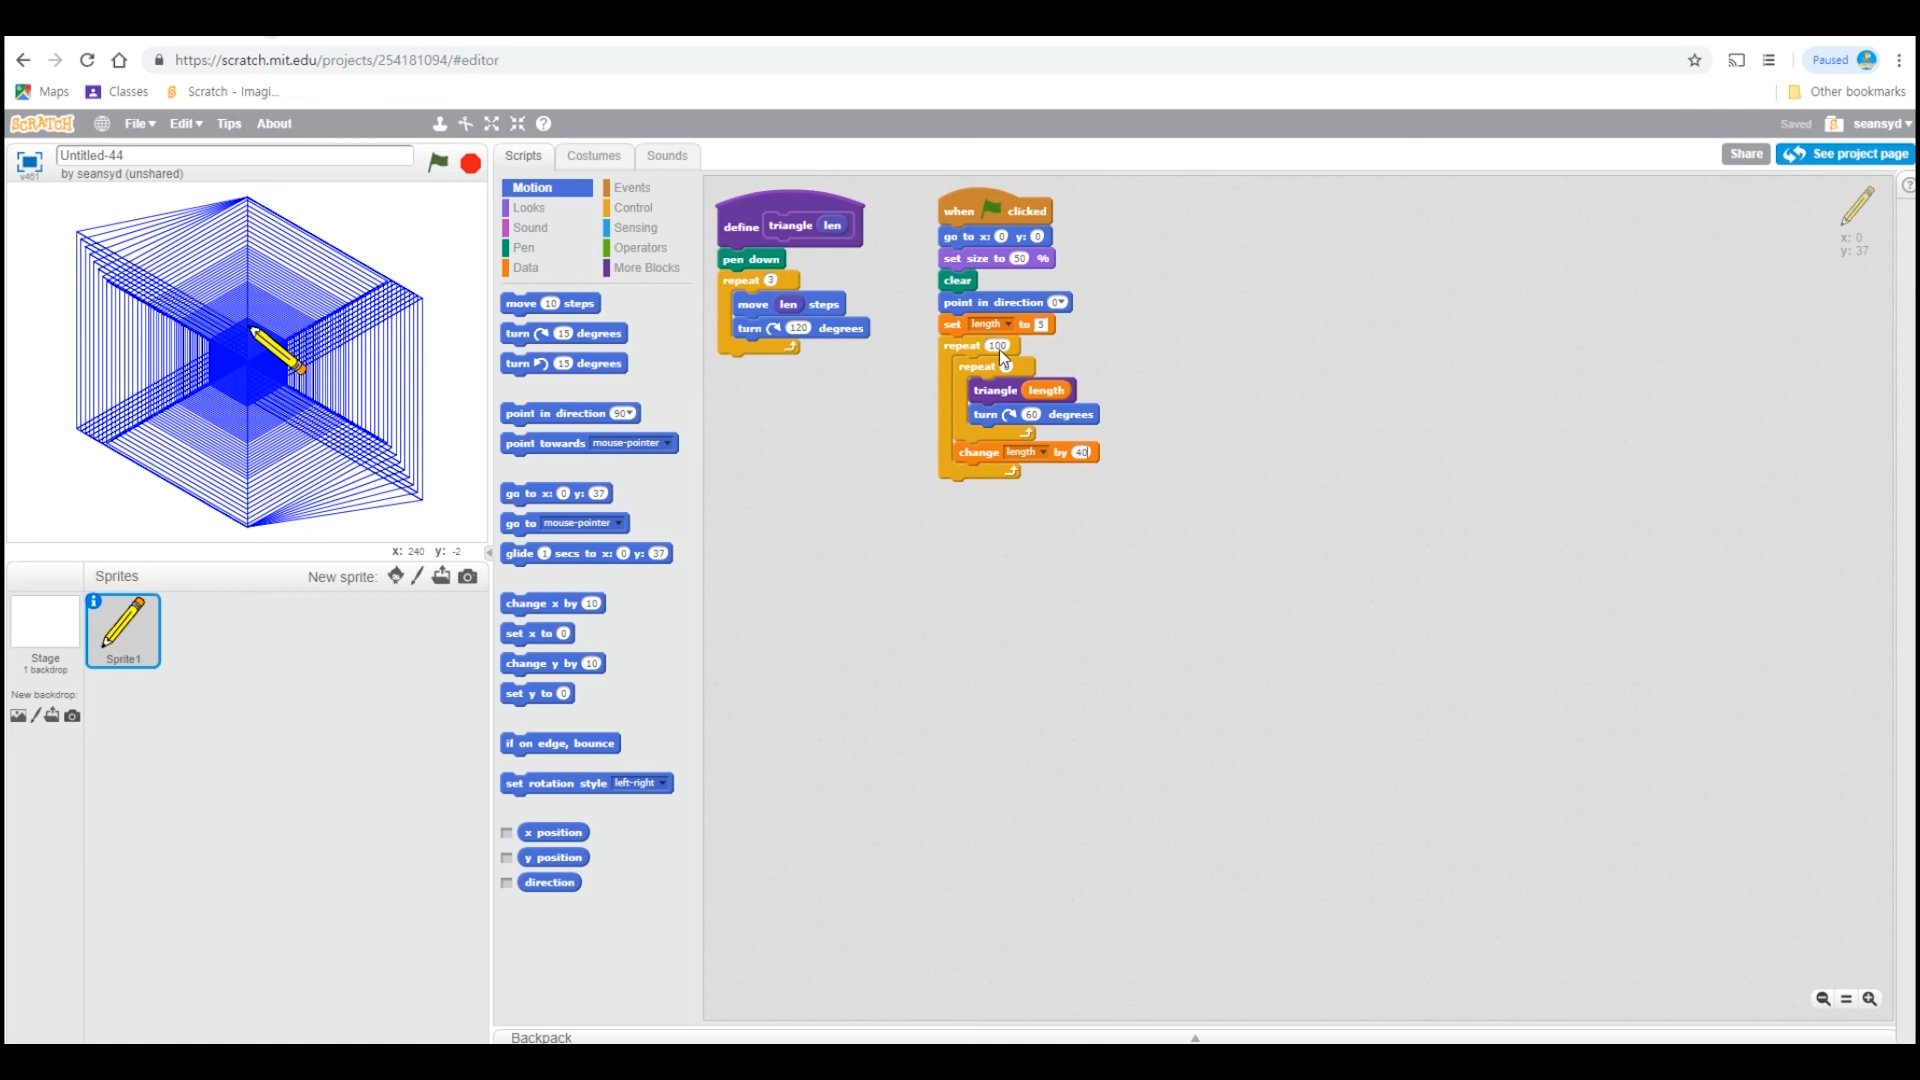 https://scratch.mit.edu/projects/254181094/#editor
Paused
Maps
Classes
Scratch - Imagi...
Other bookmarks
SCRATCH
File
Edit
Tips
About
Saved
seansyd
v461
Untitled-44
by seansyd (unshared)
Scripts
Costumes
Sounds
Share
See project page
Motion
Events
Looks
Control
Sound
Sensing
Pen
Operators
Data
More Blocks
move 10 steps
turn 15 degrees
turn 15 degrees
point in direction 90
point towards mouse-pointer
go to x: 0 y: 37
go to mouse-pointer
glide 1 secs to x: 0 y: 37
change x by 10
set x to 0
change y by 10
set y to 0
if on edge, bounce
set rotation style left-right
x position
y position
direction
define triangle len
pen down
repeat 3
move len steps
turn 120 degrees
when clicked
go to x: 0 y: 0
set size to 50 %
clear
point in direction 0
set length to 5
repeat 100
repeat
triangle length
turn 60 degrees
change length by 40
x: 0
y: 37
X: 240 y: -2
Sprites
New sprite:
Sprite1
Stage
1 backdrop
New backdrop:
Backpack